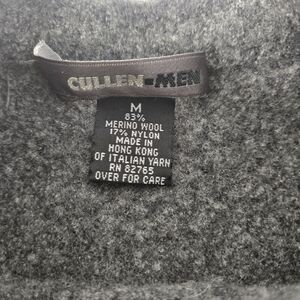 CULLEN-MEN
M
83%
MERINO WOOL
17% NYLON
MADE IN
HONG KONG
OF ITALIAN YARN
RN 82765
OVER FOR CARE